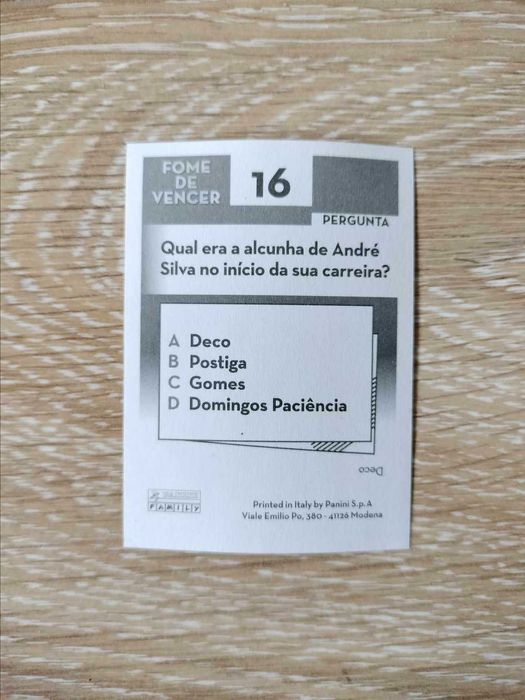 FOME
DE
VENCER
16
PERGUNTA
Qual era a alcunha de André
Silva no início da sua carreira?
A Deco
B Postiga
C Gomes
D Domingos Paciência
Deco
FAMILY
Printed in Italy by Panini S.p.A
Viale Emilio Po, 380 - 41126 Modena